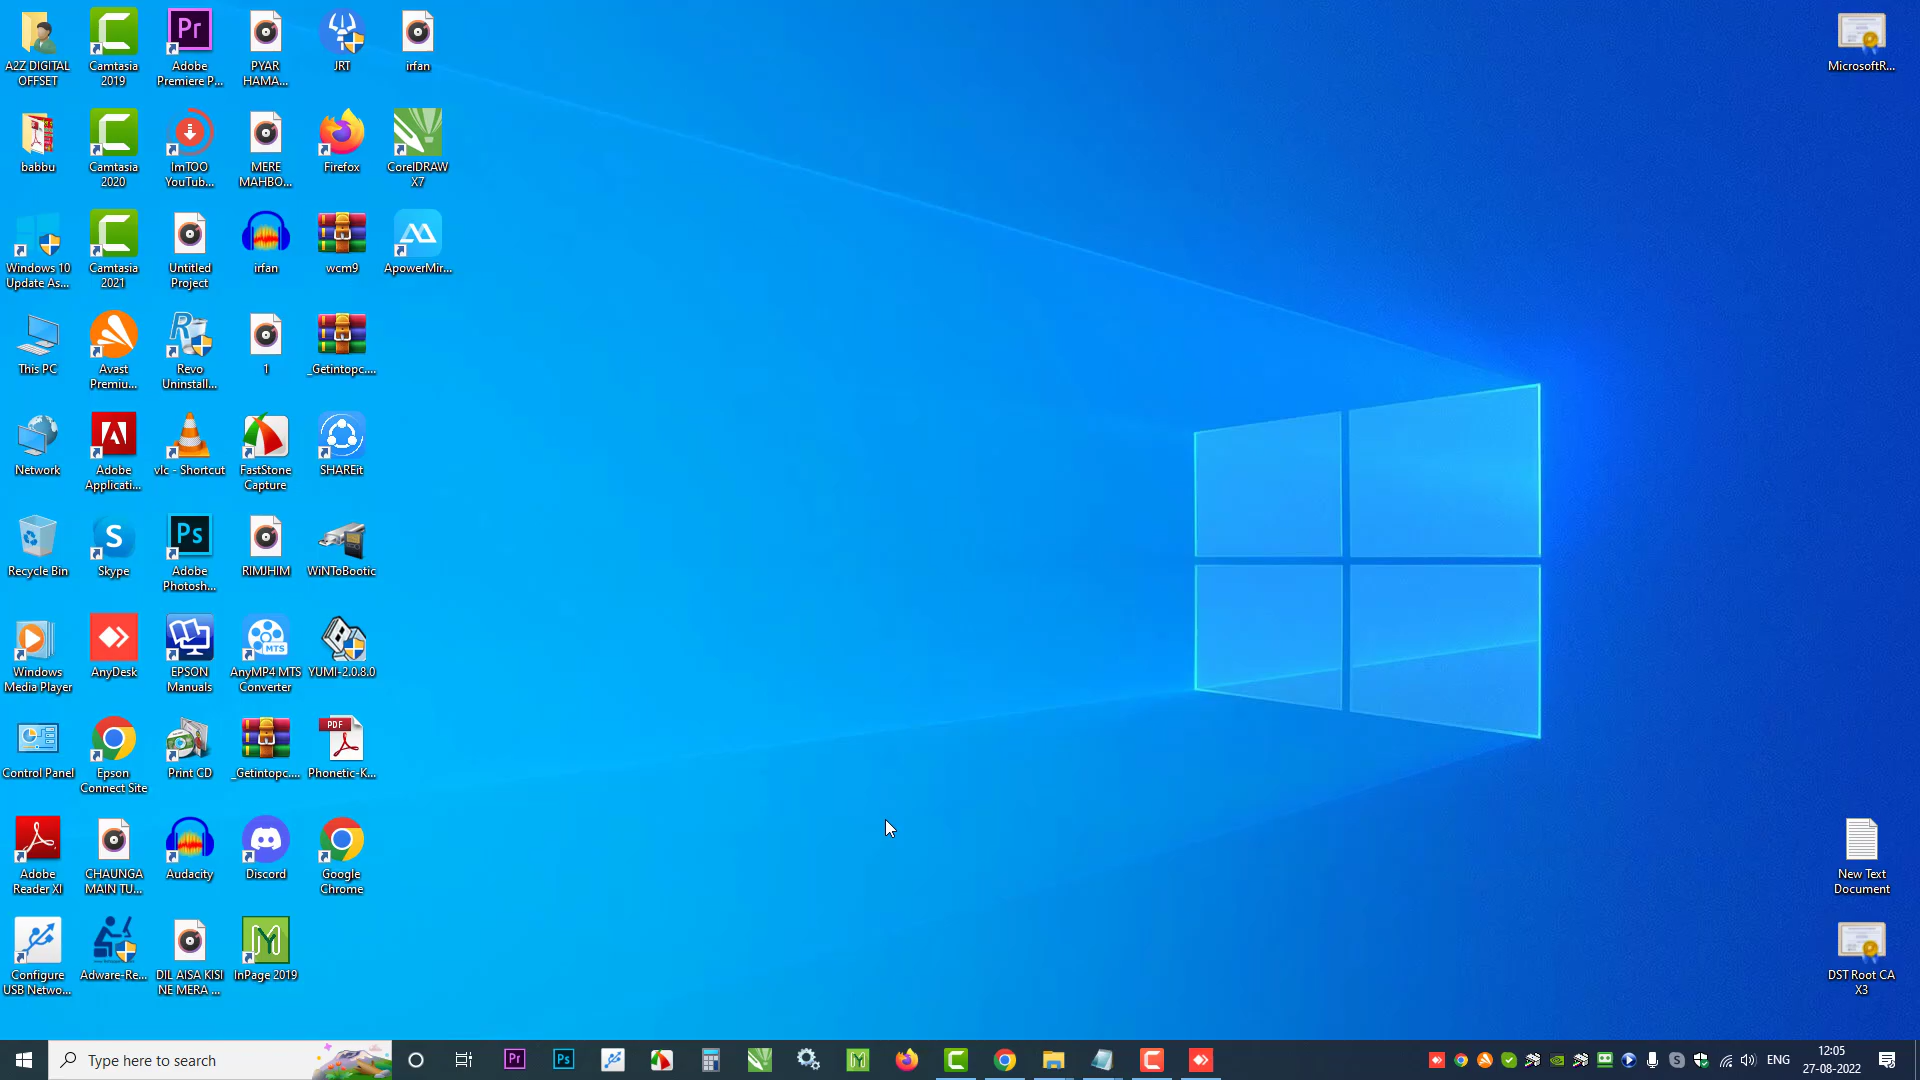 A2Z DIGITAL
OFFSET
Camtasia
2019
Pr
Adobe
Premiere P...
PYAR
HAMA...
JRT
irfan
MicrosoftR...
babbu
Camtasia
2020
ImTOO
YouTub...
MERE
MAHBO...
Firefox
CorelDRAW
X7
Windows 10
Update As...
Camtasia
2021
Untitled
Project
irfan
wcm9
ApowerMir...
This PC
Avast
Premiu...
Revo
Uninstall...
1
_Getintopc....
Network
Adobe
Applicati...
vlc - Shortcut
FastStone
Capture
SHAREit
Recycle Bin
S
Skype
Ps
Adobe
Photosh...
RIMJHIM
WiNToBootic
Windows
Media Player
AnyDesk
EPSON
Manuals
MTS
AnyMP4 MTS
Converter
YUMI-2.0.8.0
Control Panel
Epson
Connect Site
Print CD
_Getintopc....
PDF
Phonetic-K...
Adobe
Reader XI
CHAUNGA
MAIN TU...
Audacity
Discord
Google
Chrome
New Text
Document
Configure
USB Netwo...
Adware-Re...
DIL AISA KISI
NE MERA ...
InPage 2019
DST Root CA
X3
Type here to search
Pr
Ps
ENG
12:05
27-08-2022